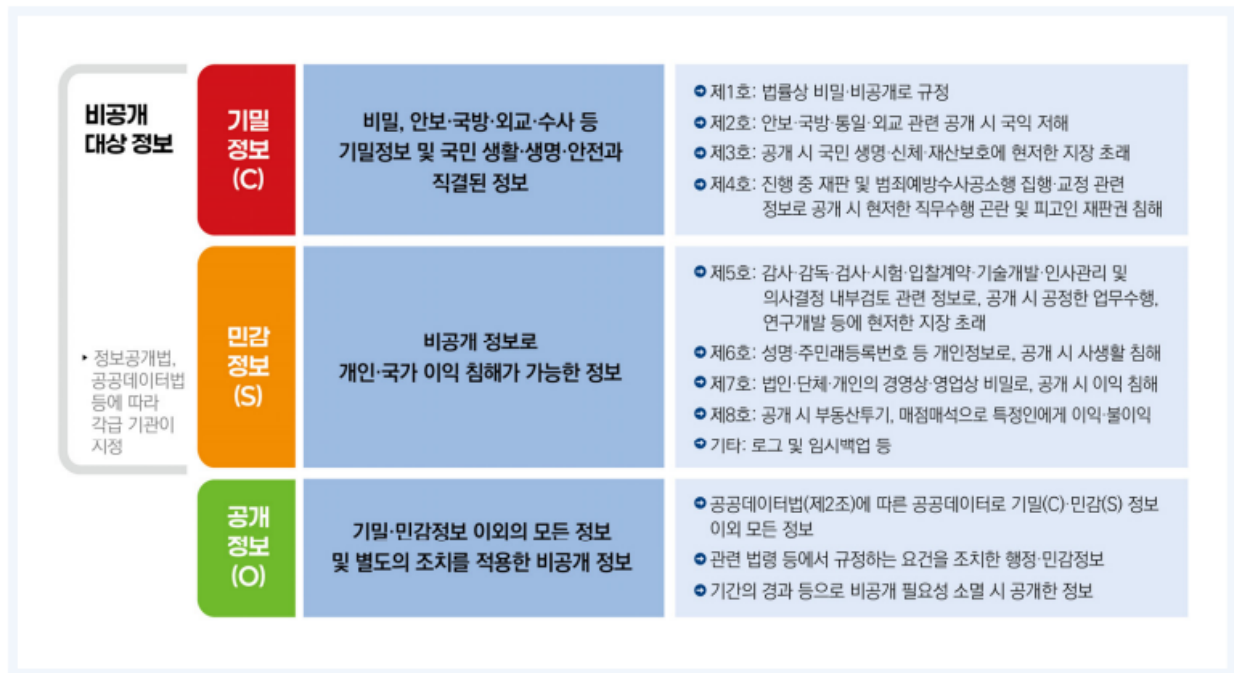 비공개
대상 정보
▸ 정보공개법,
공공데이터법
등에 따라
각급 기관이
지정
기밀
정보
(C)
비밀, 안보·국방·외교·수사 등
기밀정보 및 국민 생활·생명·안전과
직결된 정보
제1호: 법률상 비밀·비공개로 규정
제2호: 안보·국방·통일·외교 관련 공개 시 국익 저해
제3호: 공개 시 국민 생명·신체·재산보호에 현저한 지장 초래
제4호: 진행 중 재판 및 범죄예방수사공소행 집행·교정 관련
정보로 공개 시 현저한 직무수행 곤란 및 피고인 재판권 침해
민감
정보
(S)
비공개 정보로
개인·국가 이익 침해가 가능한 정보
제5호: 감사·감독·검사·시험·입찰계약·기술개발·인사관리 및
의사결정 내부검토 관련 정보로, 공개 시 공정한 업무수행,
연구개발 등에 현저한 지장 초래
제6호: 성명·주민래등록번호 등 개인정보로, 공개 시 사생활 침해
제7호: 법인·단체·개인의 경영상·영업상 비밀로, 공개 시 이익 침해
제8호: 공개 시 부동산투기, 매점매석으로 특정인에게 이익·불이익
기타: 로그 및 임시백업 등
공개
정보
(O)
기밀·민감정보 이외의 모든 정보
및 별도의 조치를 적용한 비공개 정보
공공데이터법(제2조)에 따른 공공데이터로 기밀(C)·민감(S) 정보
이외 모든 정보
관련 법령 등에서 규정하는 요건을 조치한 행정·민감정보
기간의 경과 등으로 비공개 필요성 소멸 시 공개한 정보